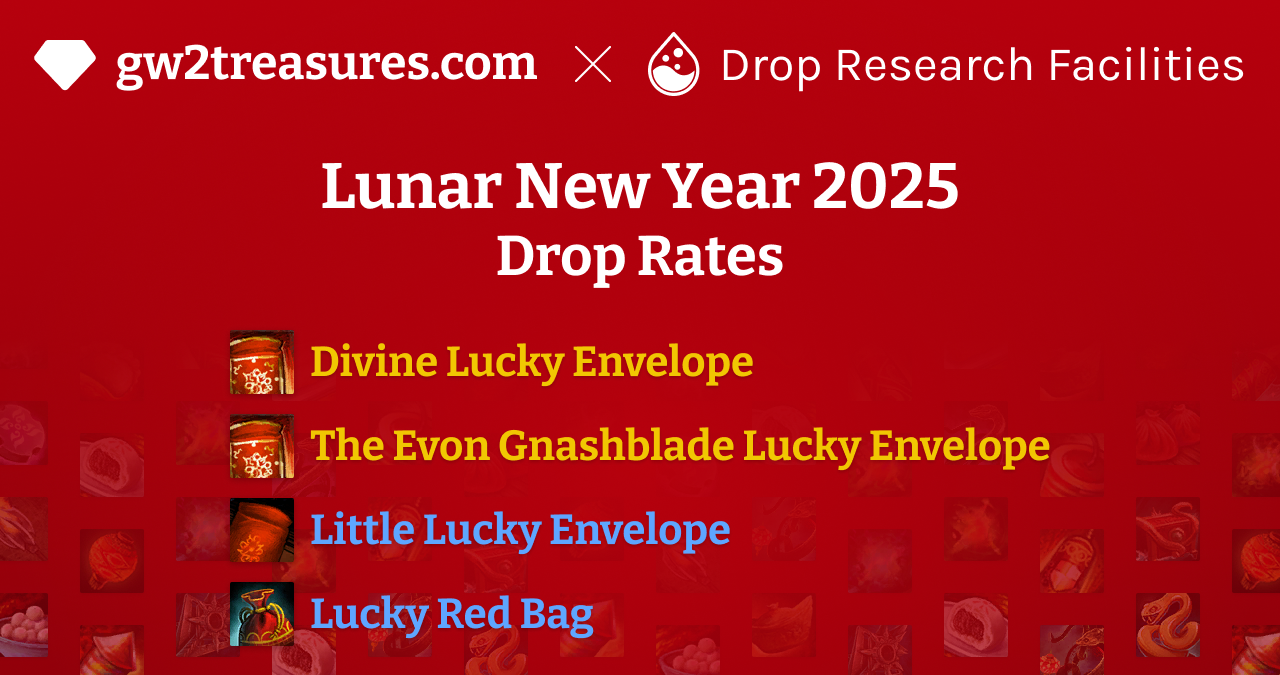 gw2treasures.com × Drop Research Facilities
Lunar New Year 2025
Drop Rates
Divine Lucky Envelope
The Evon Gnashblade Lucky Envelope
Little Lucky Envelope
Lucky Red Bag